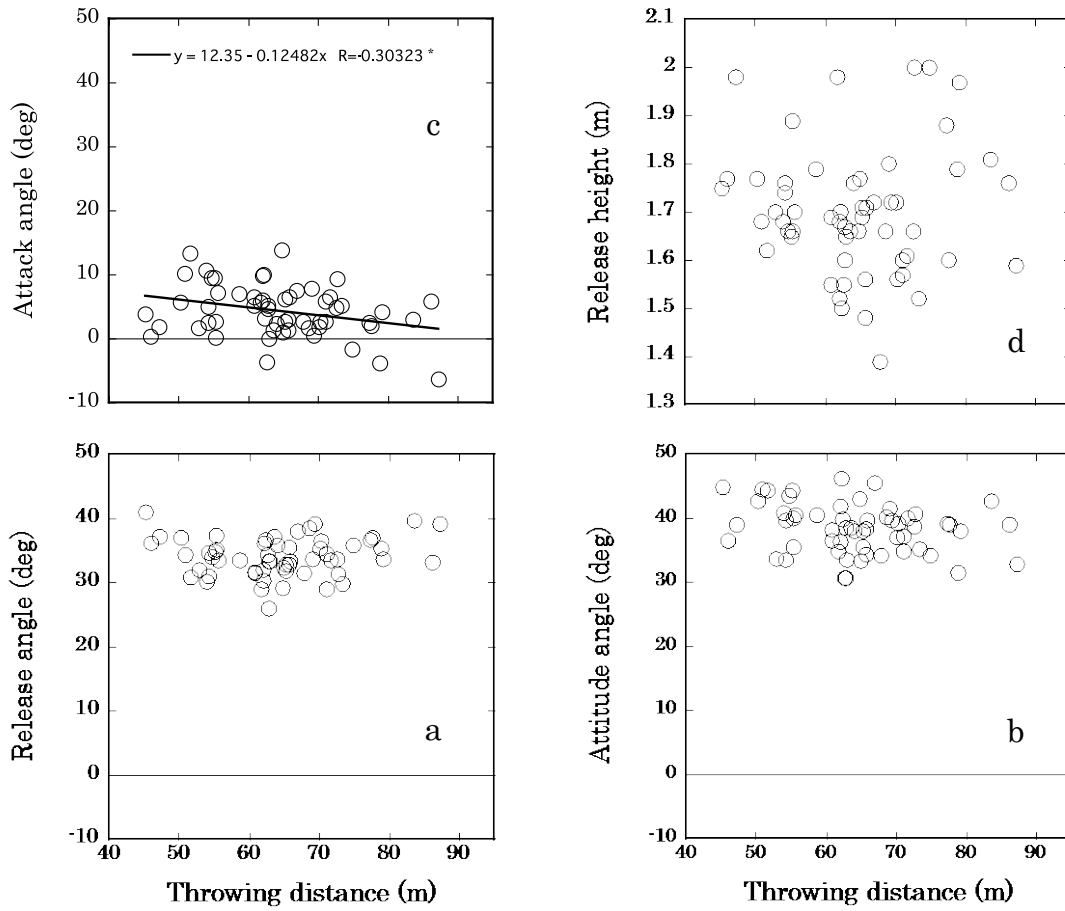 50
40
30
20
10
0
-10
Attack angle (deg)
y = 12.35 - 0.12482x R=-0.30323 *
c
2.1
2
1.9
1.8
1.7
1.6
1.5
1.4
1.3
Release height (m)
d
50
40
30
20
10
0
-10
Release angle (deg)
a
40 50 60 70 80 90
Throwing distance (m)
50
40
30
20
10
0
-10
Attitude angle (deg)
b
40 50 60 70 80 90
Throwing distance (m)